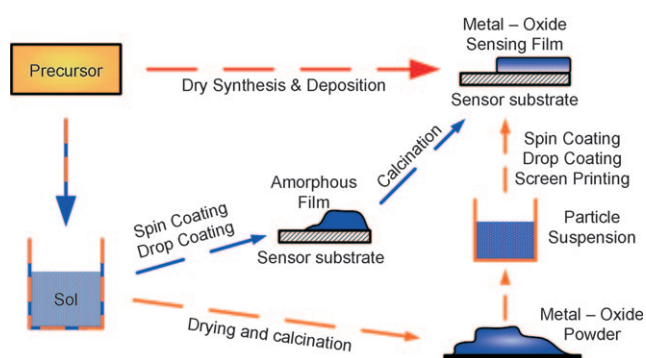 Precursor
Dry Synthesis & Deposition
Metal – Oxide
Sensing Film
Sensor substrate
Calcination
Spin Coating
Drop Coating
Screen Printing
Amorphous
Film
Sensor substrate
Spin Coating
Drop Coating
Particle
Suspension
Sol
Drying and calcination
Metal – Oxide
Powder